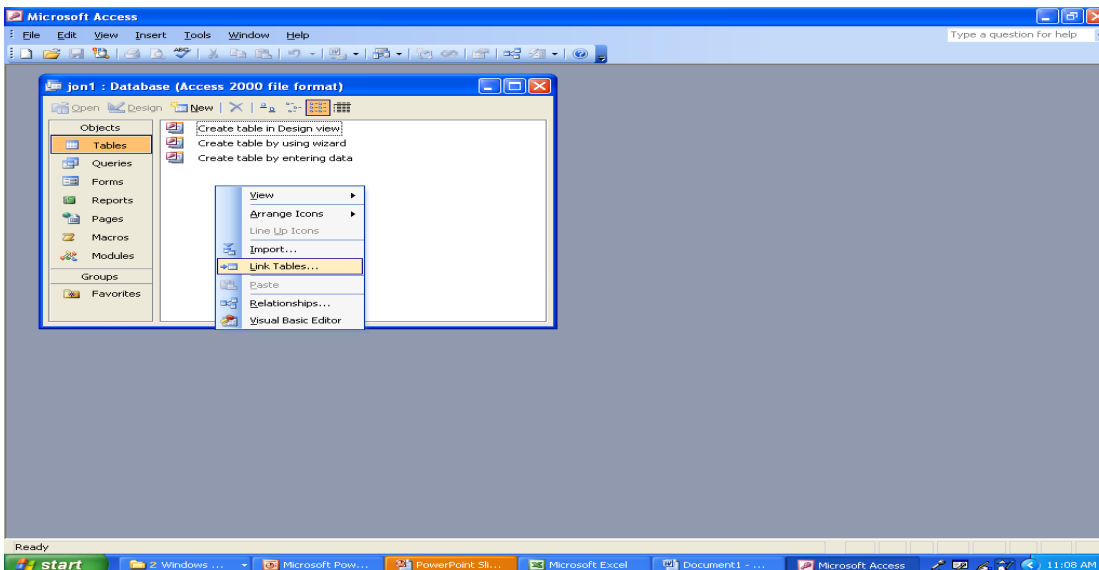 Microsoft Access
File Edit View Insert Tools Window Help
Type a question for help
jon1 : Database (Access 2000 file format)
Open Design New
Objects
Tables
Queries
Forms
Reports
Pages
Macros
Modules
Groups
Favorites
Create table in Design view
Create table by using wizard
Create table by entering data
View
Arrange Icons
Line Up Icons
Import...
Link Tables...
Paste
Relationships...
Visual Basic Editor
Ready
start 2 Windows ... Microsoft Pow... PowerPoint Sli... Microsoft Excel Document1 - ... Microsoft Access 11:08 AM